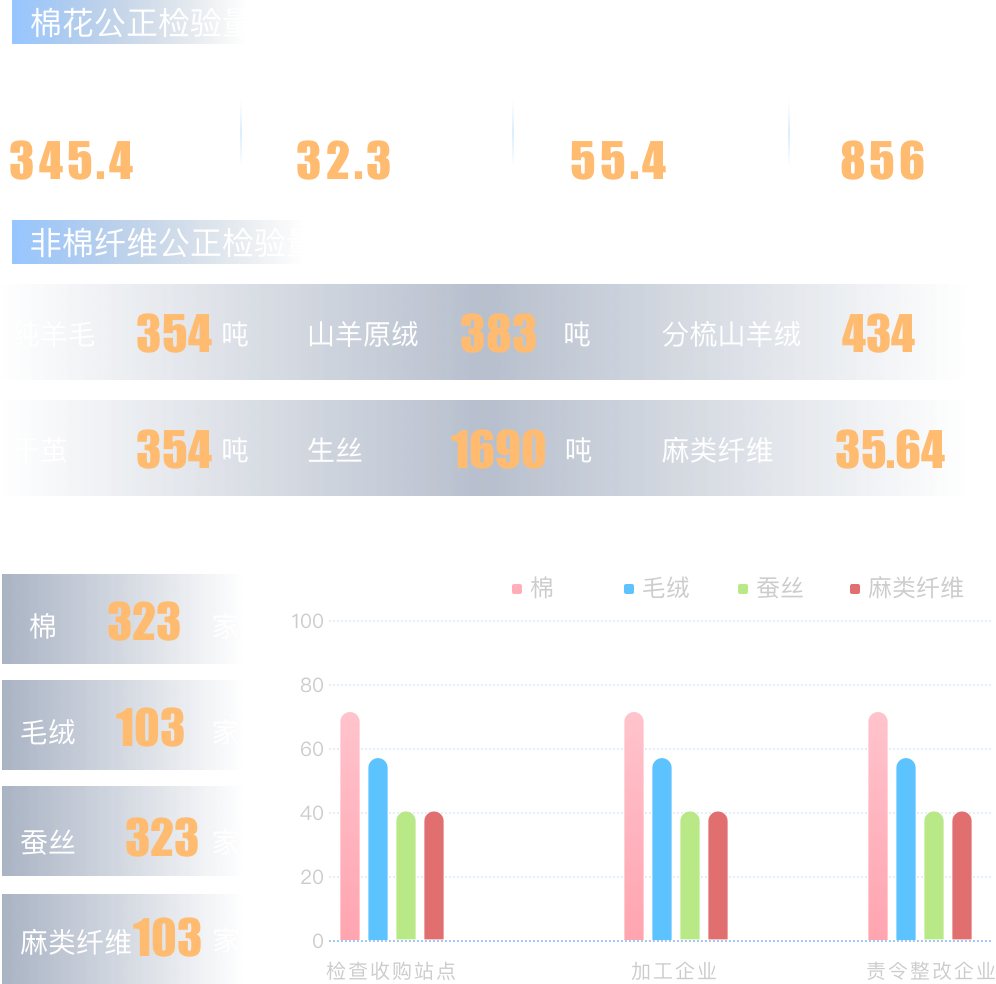 棉花公正检验量
345.4 32.3 55.4 856
非棉纤维公正检验量
纯羊毛 354 吨 山羊原绒 383 吨 分梳山羊绒 434
干茧 354 吨 生丝 1690 吨 麻类纤维 35.64
棉 323 家
毛绒 103 家
蚕丝 323 家
麻类纤维 103 家
棉 毛绒 蚕丝 麻类纤维
100
80
60
40
20
0
检查收购站点 加工企业 责令整改企业